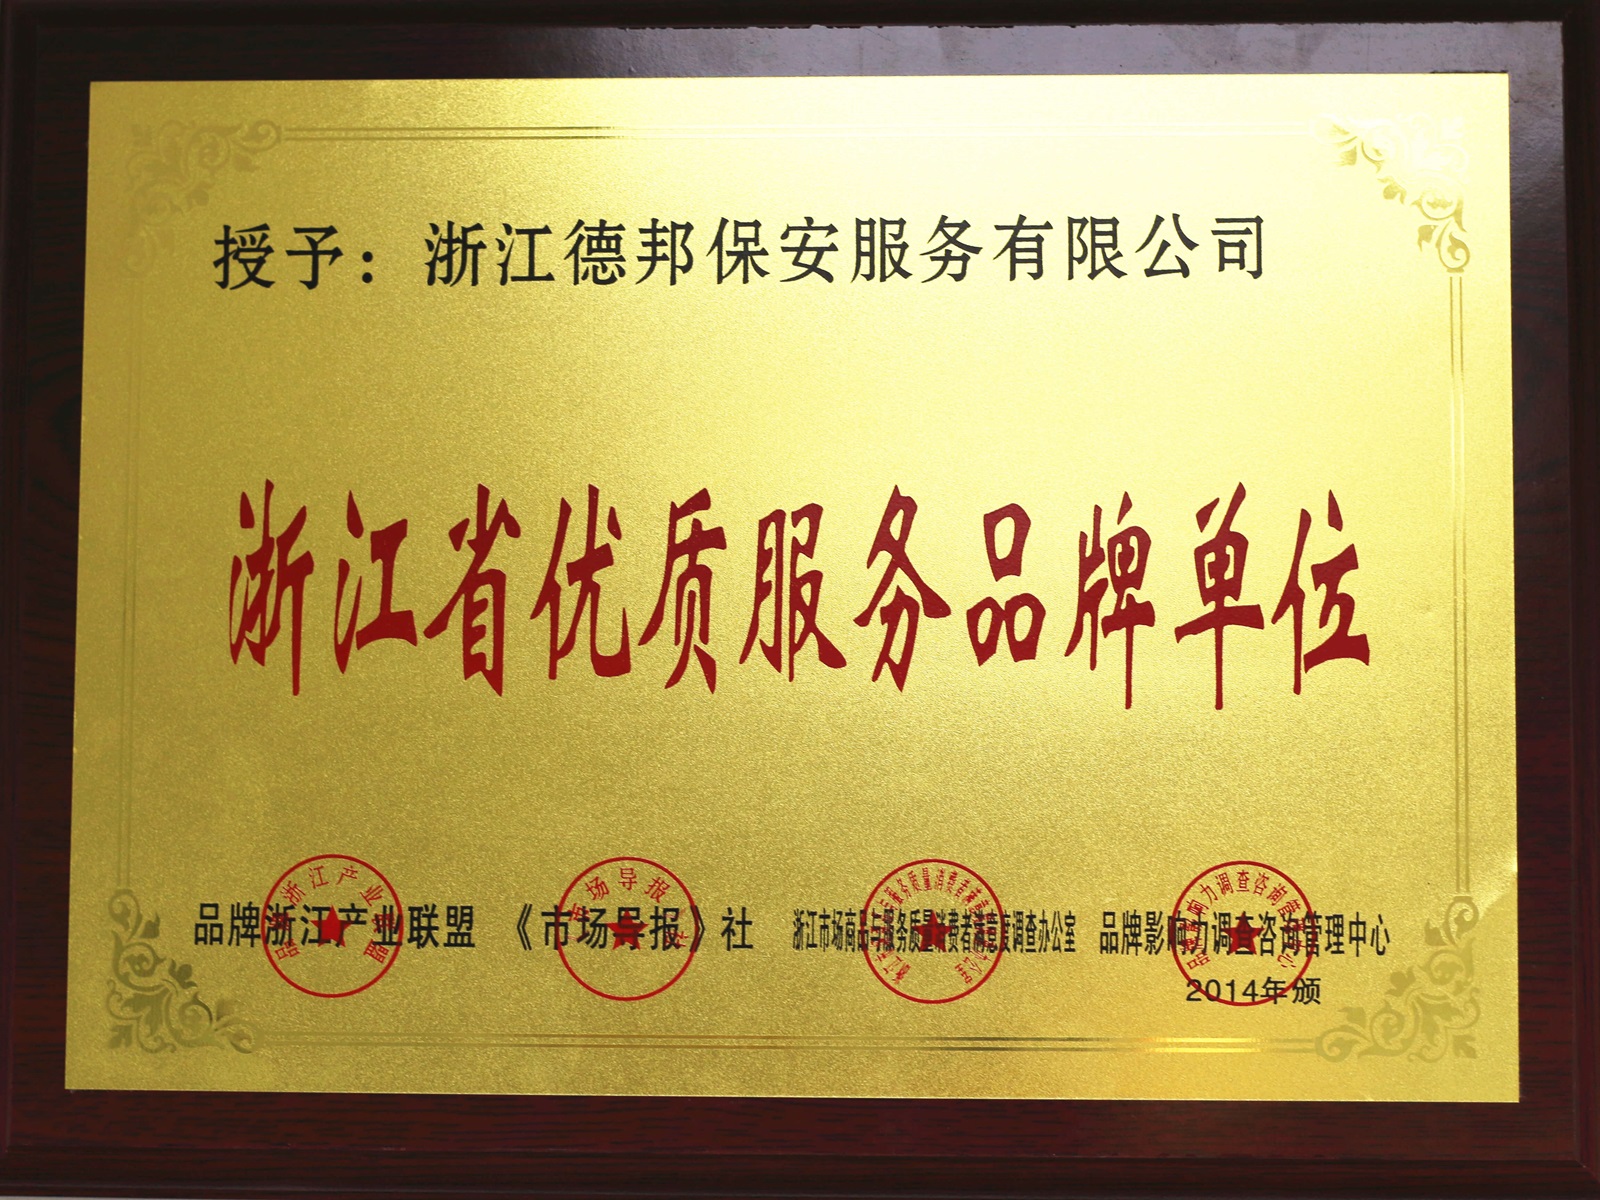 授予：浙江德邦保安服务有限公司
浙江省优质服务品牌单位
品牌浙江产业联盟 《市场导报》社 浙江市场商品与服务质量消费者满意度调查办公室 品牌影响力调查咨询管理中心
2014年颁